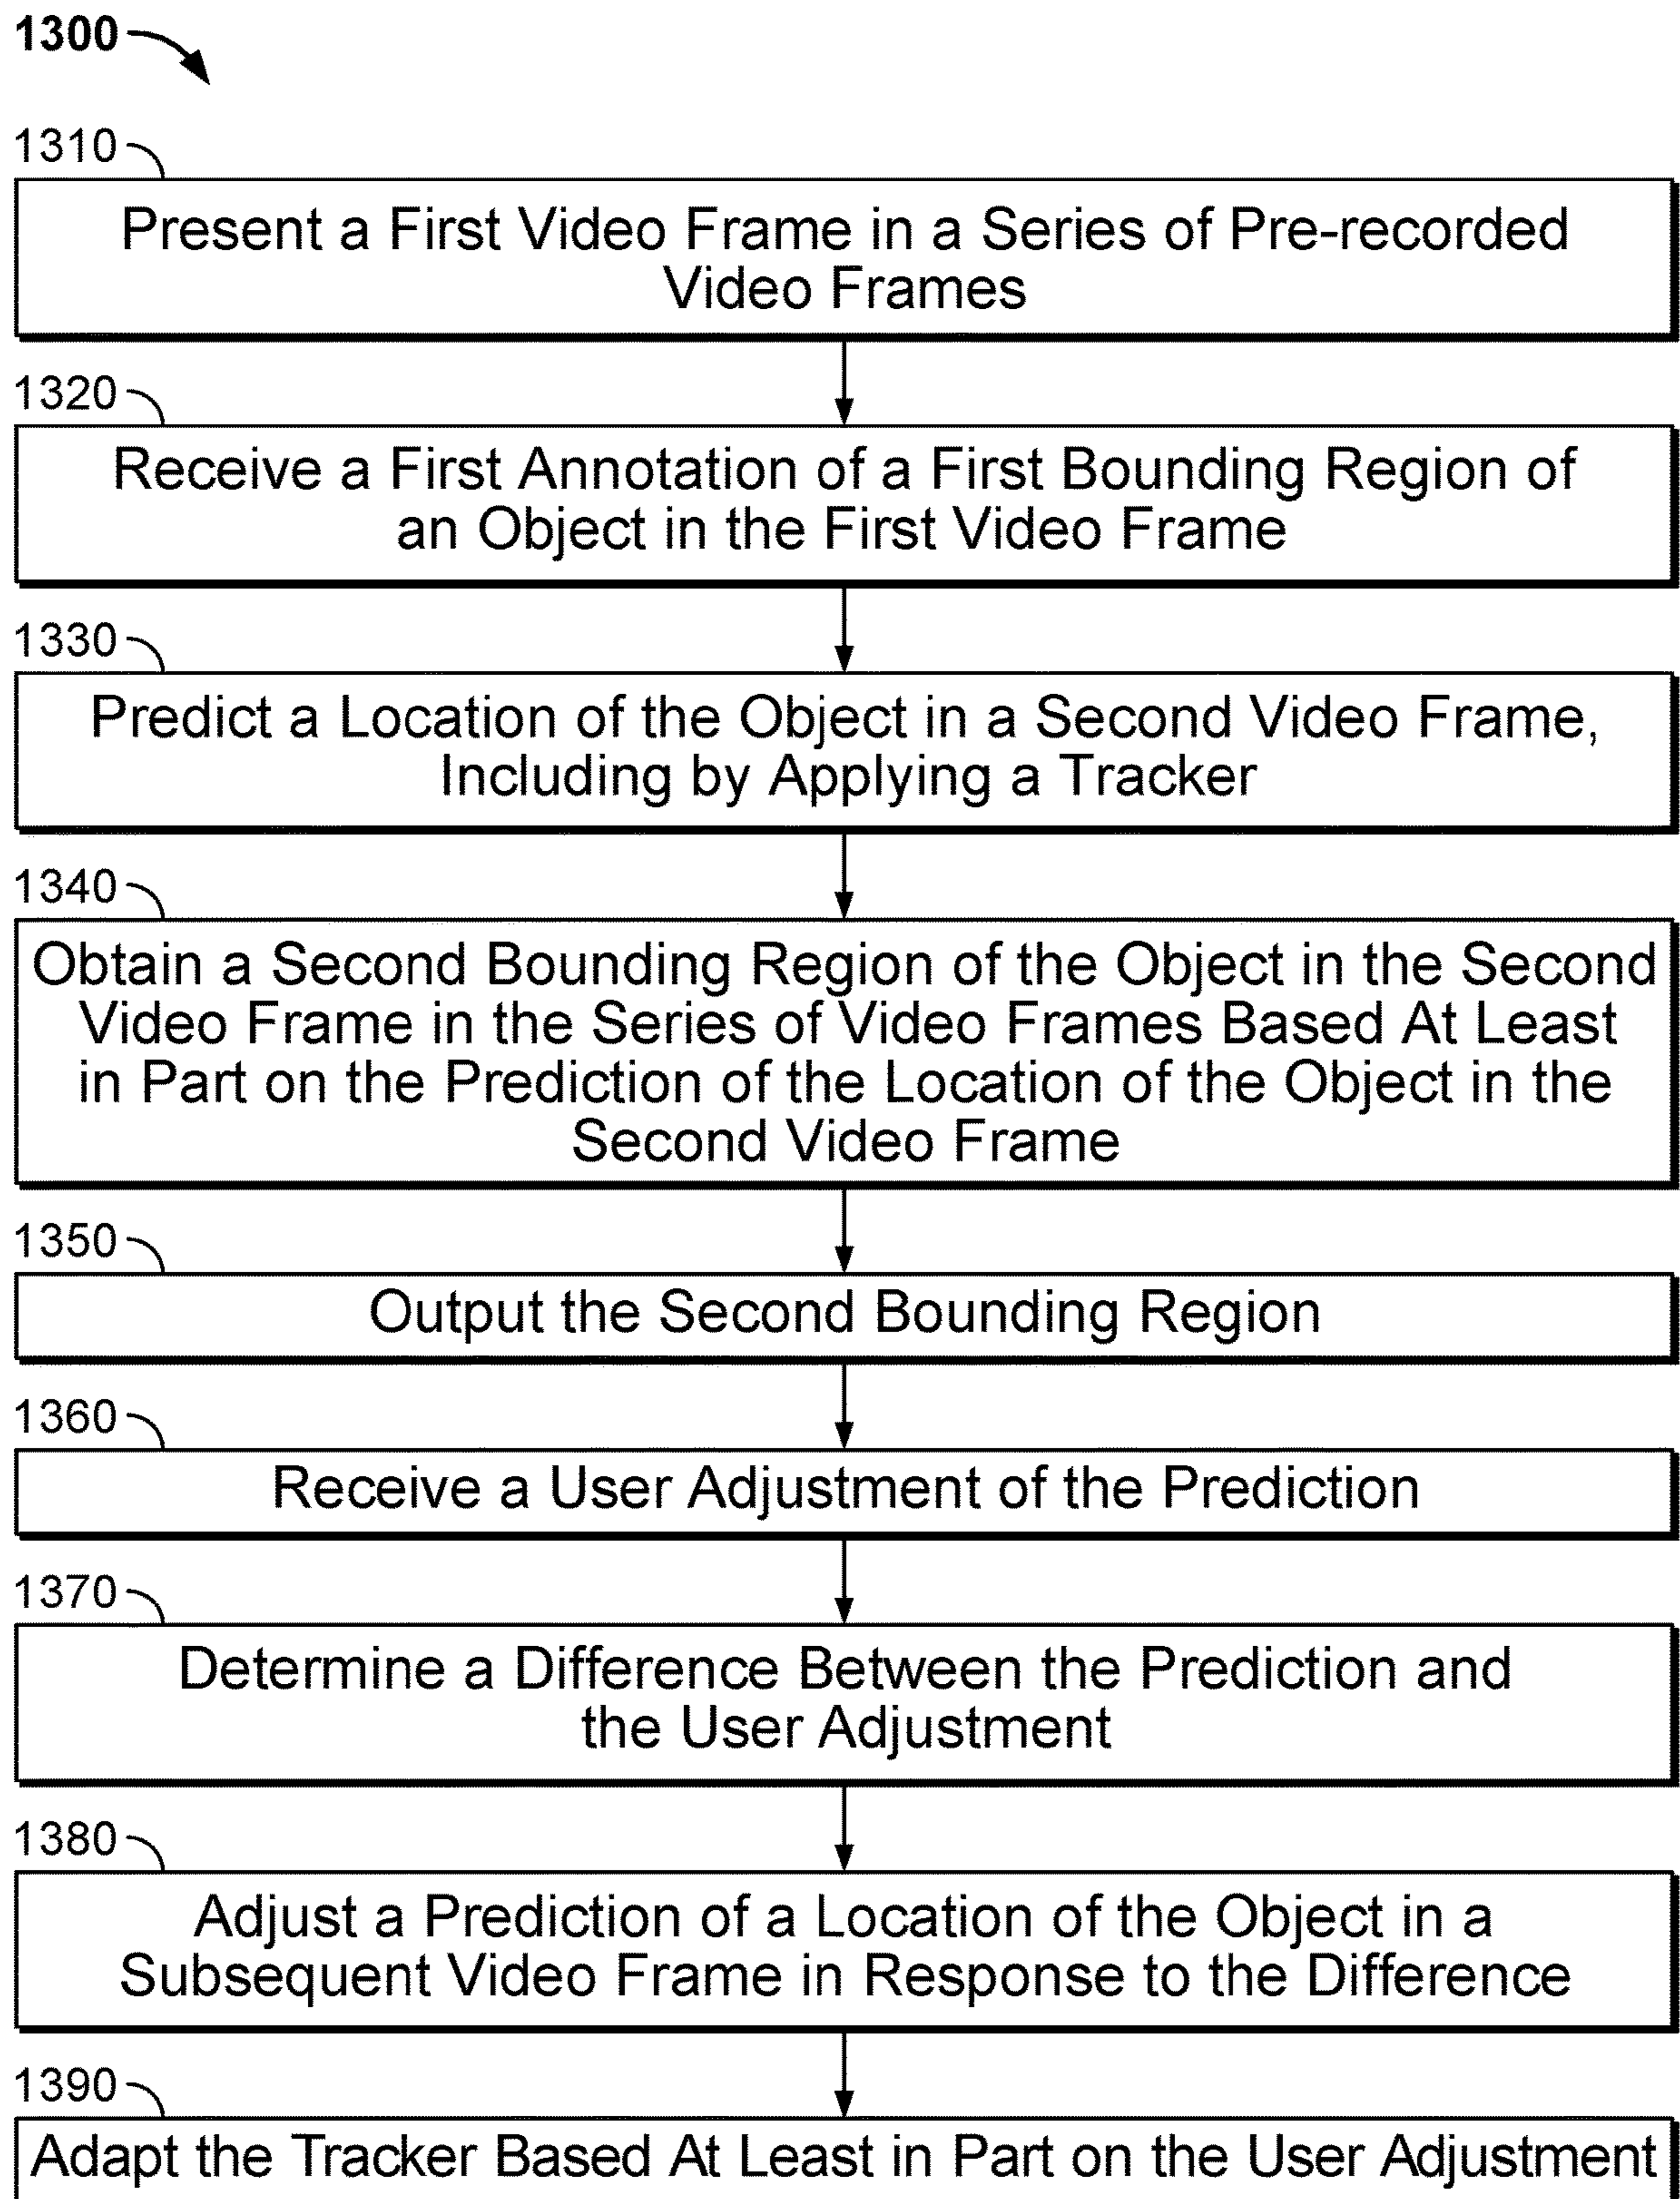 1300
1310
Present a First Video Frame in a Series of Pre-recorded
Video Frames
1320
Receive a First Annotation of a First Bounding Region of
an Object in the First Video Frame
1330
Predict a Location of the Object in a Second Video Frame,
Including by Applying a Tracker
1340
Obtain a Second Bounding Region of the Object in the Second
Video Frame in the Series of Video Frames Based At Least
in Part on the Prediction of the Location of the Object in the
Second Video Frame
1350
Output the Second Bounding Region
1360
Receive a User Adjustment of the Prediction
1370
Determine a Difference Between the Prediction and
the User Adjustment
1380
Adjust a Prediction of a Location of the Object in a
Subsequent Video Frame in Response to the Difference
1390
Adapt the Tracker Based At Least in Part on the User Adjustment